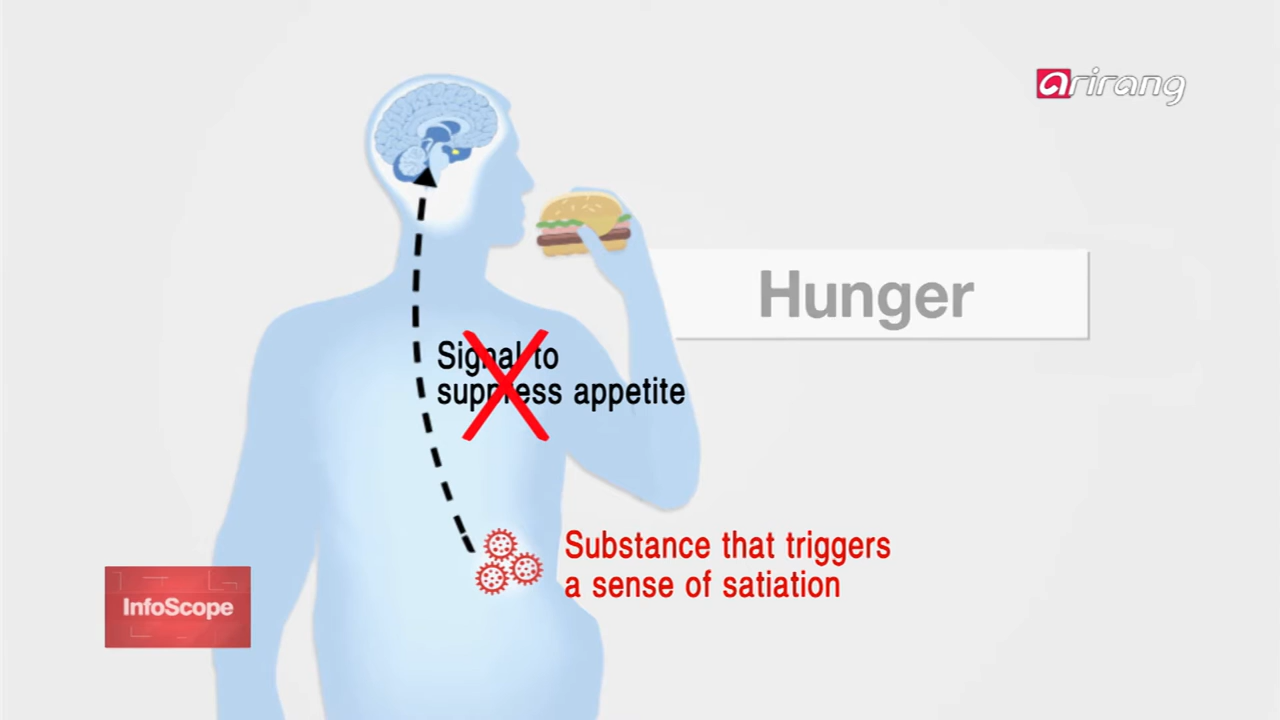 arirang
Hunger
Signal to
suppress appetite
Substance that triggers
a sense of satiation
InfoScope